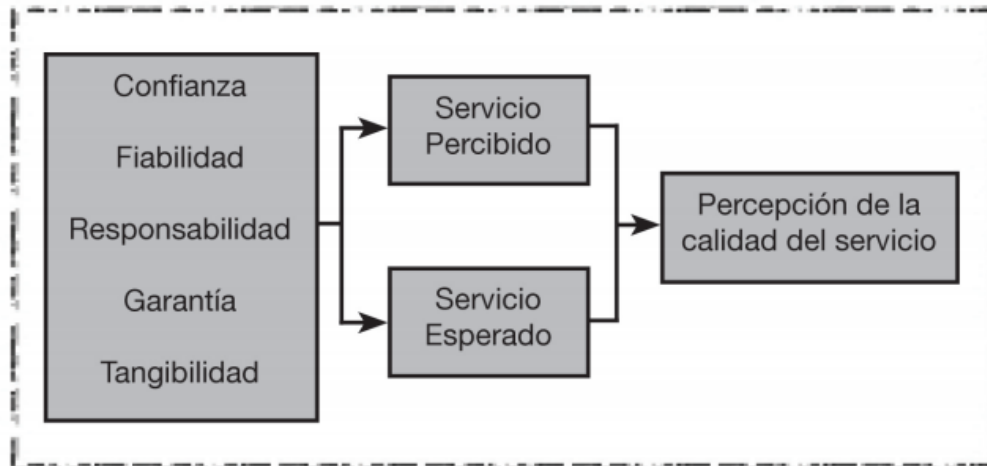 Confianza
Fiabilidad
Responsabilidad
Garantía
Tangibilidad
Servicio
Percibido
Servicio
Esperado
Percepción de la
calidad del servicio